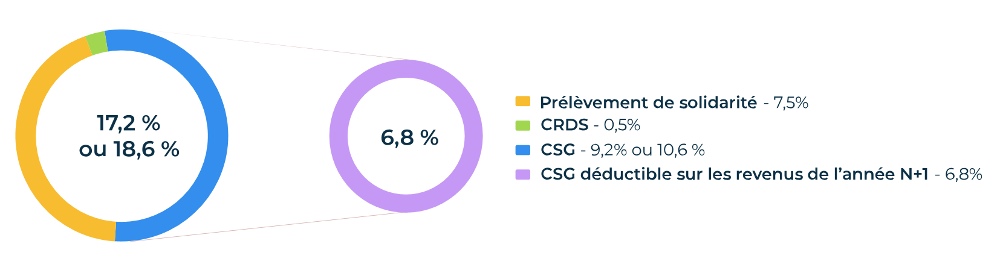 17,2 %
ou 18,6 %
6,8 %
Prélèvement de solidarité - 7,5%
CRDS - 0,5%
CSG - 9,2% ou 10,6 %
CSG déductible sur les revenus de l’année N+1 - 6,8%